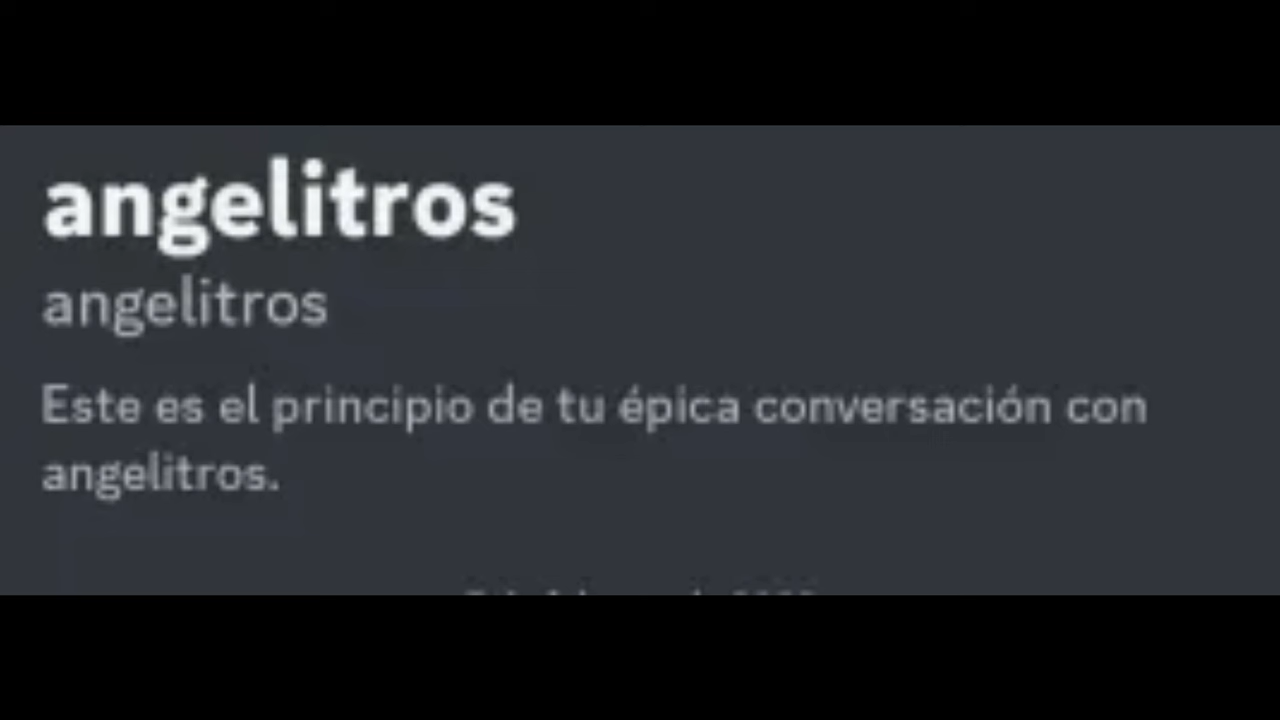 angelitros
angelitros
Este es el principio de tu épica conversación con
angelitros.